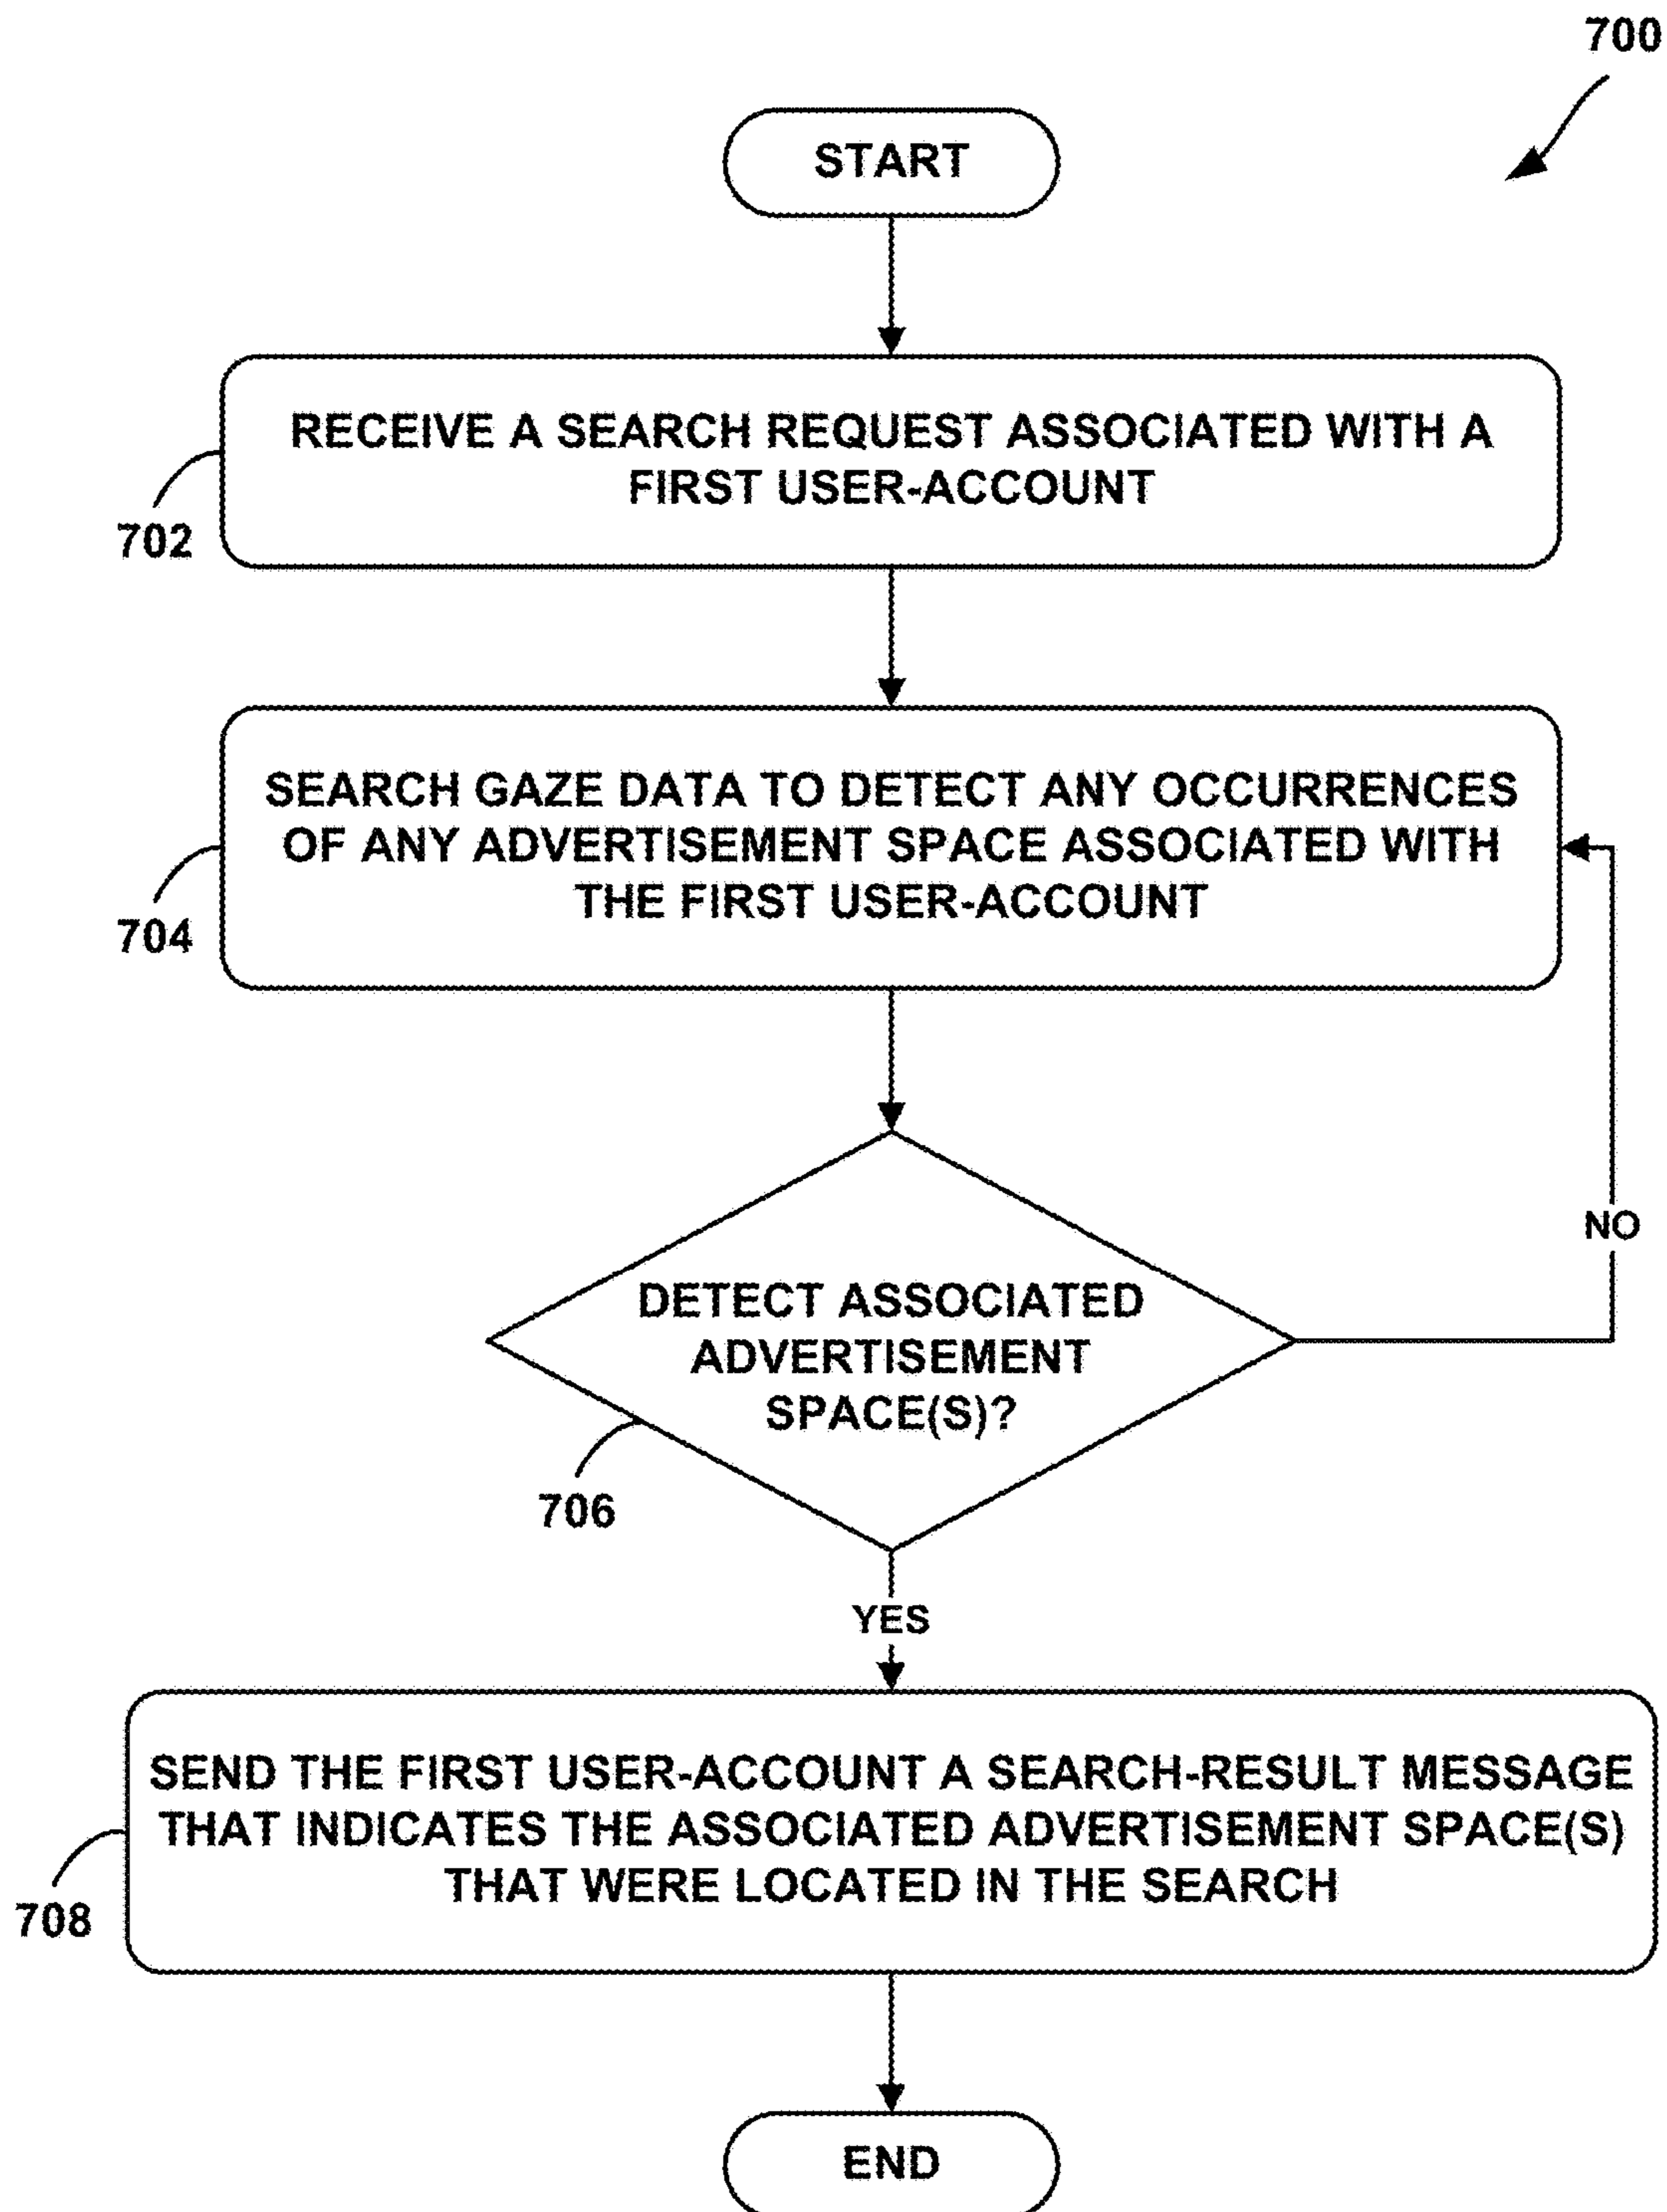 700
START
RECEIVE A SEARCH REQUEST ASSOCIATED WITH A
FIRST USER-ACCOUNT
702
SEARCH GAZE DATA TO DETECT ANY OCCURRENCES
OF ANY ADVERTISEMENT SPACE ASSOCIATED WITH
THE FIRST USER-ACCOUNT
704
NO
DETECT ASSOCIATED
ADVERTISEMENT
SPACE(S)?
706
YES
SEND THE FIRST USER-ACCOUNT A SEARCH-RESULT MESSAGE
THAT INDICATES THE ASSOCIATED ADVERTISEMENT SPACE(S)
THAT WERE LOCATED IN THE SEARCH
708
END